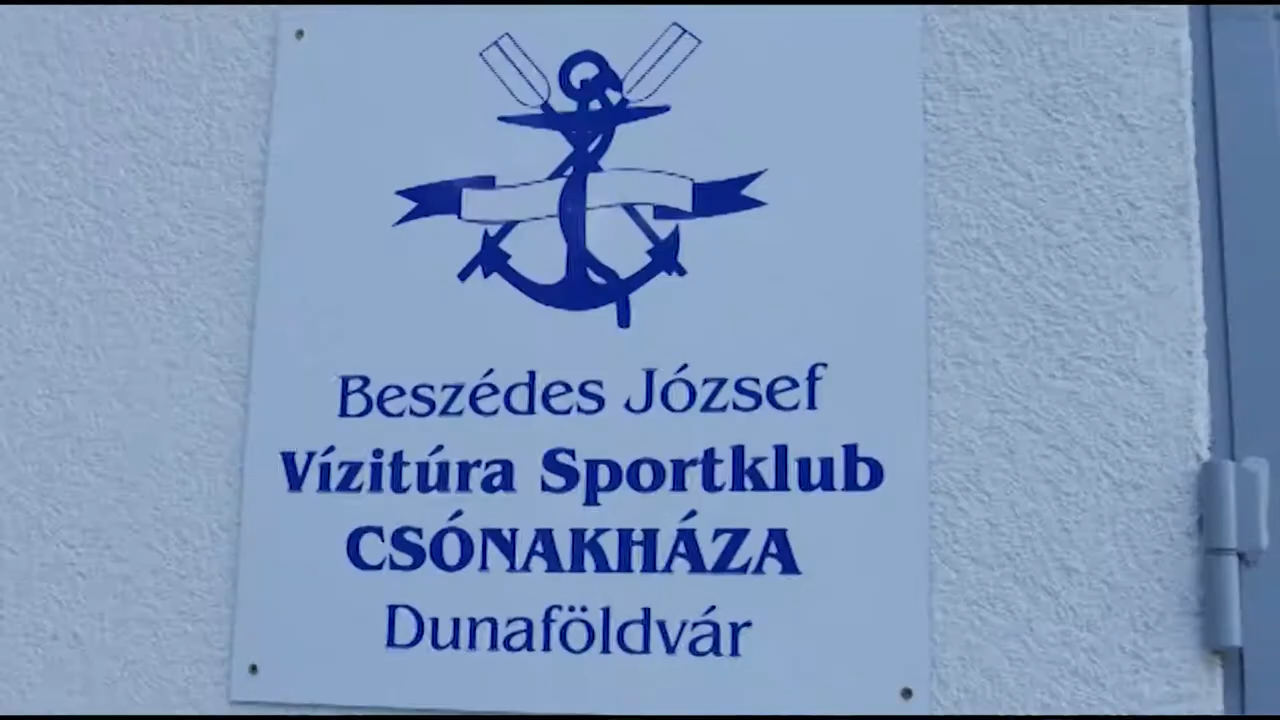 Beszédes József
Vízitúra Sportklub
CSÓNAKHÁZA
Dunaföldvár